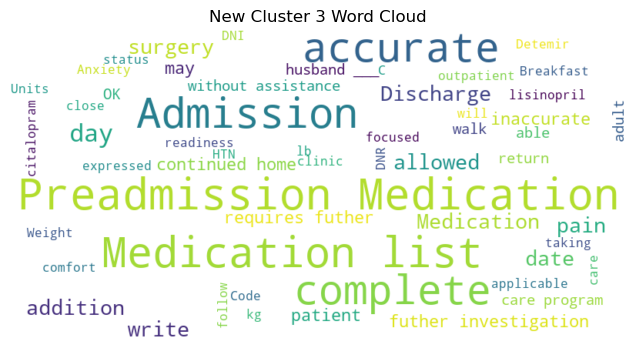 New Cluster 3 Word Cloud
DNI
surgery
accurate
Detemir
status
Anxiety
may
husband ___
C
outpatient
Breakfast
Units
OK
without assistance
Discharge
lisinopril
close
Admission
will
inaccurate
adult
citalopram
day
readiness
focused
walk
able
expressed
HTN
lb
clinic
DNR
continued home
allowed
return
Preadmission Medication
requires futher
Medication
pain
Weight
Medication list
taking
date
care
comfort
complete
applicable
addition
follow
Code
care program
kg
patient
futher investigation
write